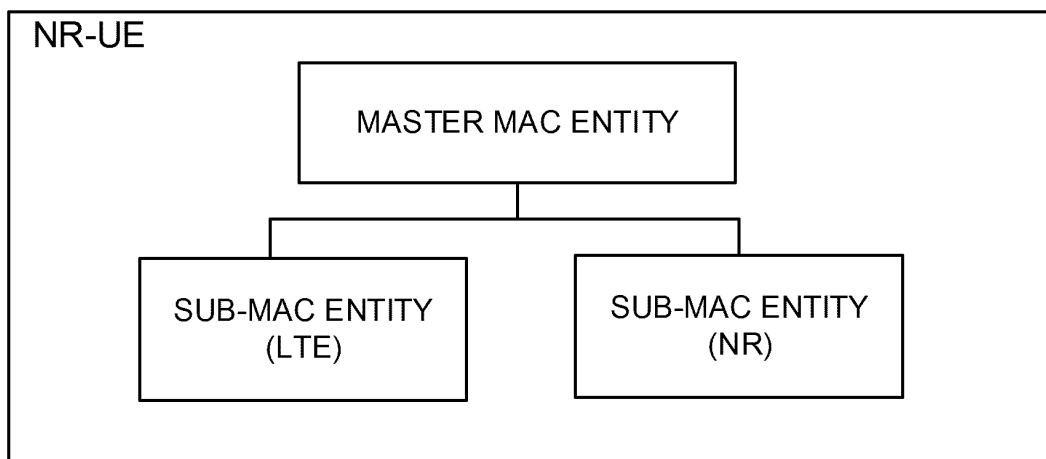 NR-UE
MASTER MAC ENTITY
SUB-MAC ENTITY
(LTE)
SUB-MAC ENTITY
(NR)